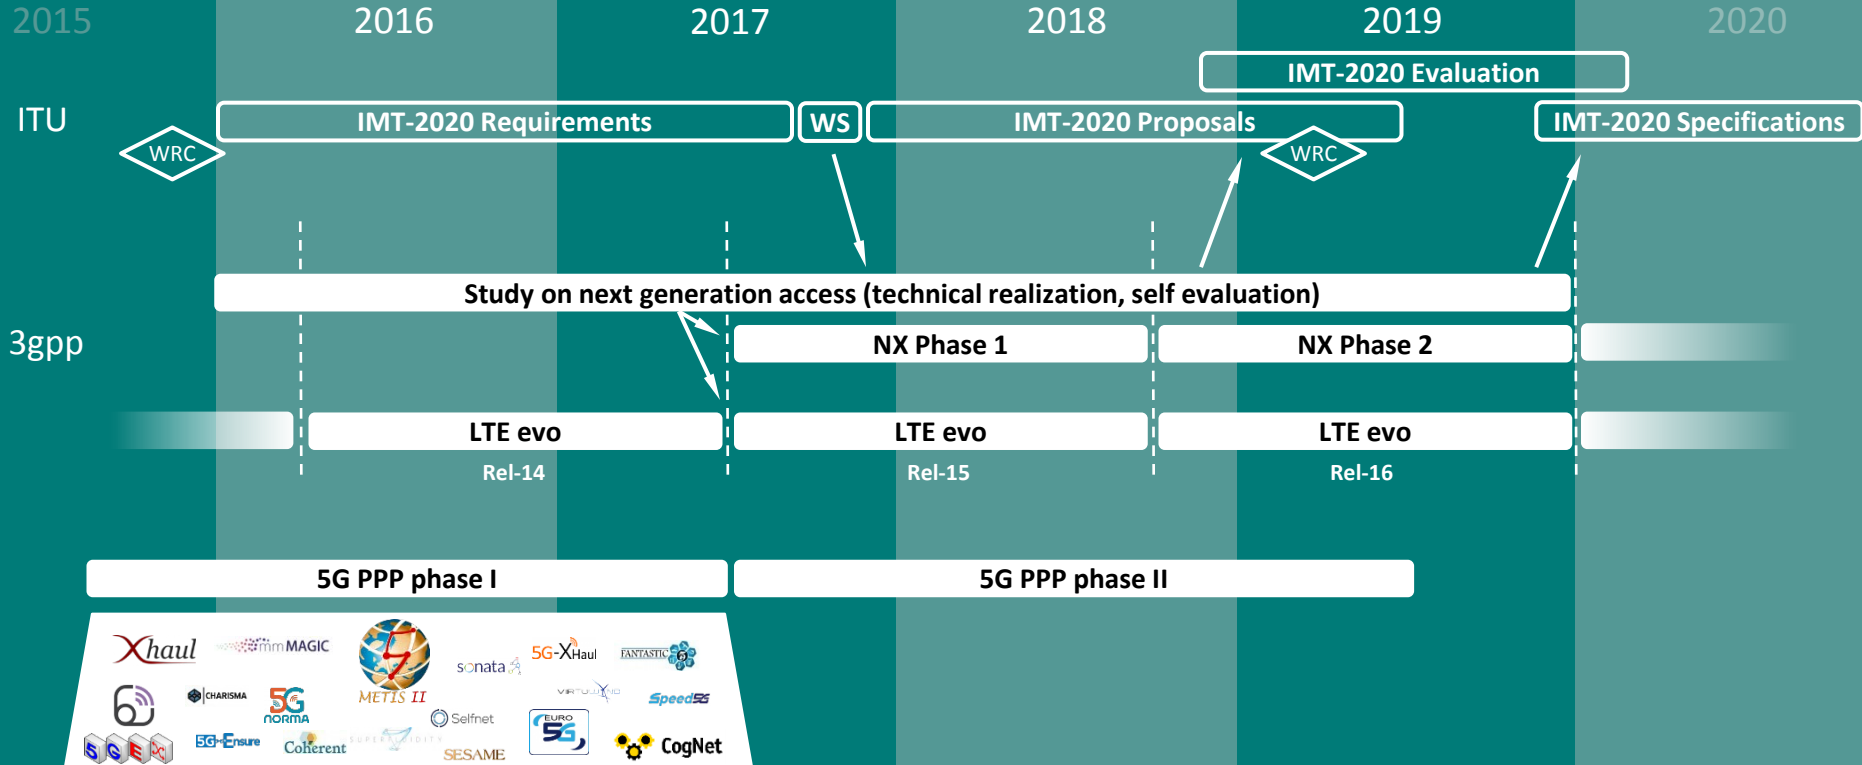 2015 2016 2017 2018 2019 2020
IMT-2020 Evaluation
ITU IMT-2020 Requirements WS IMT-2020 Proposals IMT-2020 Specifications
WRC WRC
Study on next generation access (technical realization, self evaluation)
3gpp NX Phase 1 NX Phase 2
LTE evo LTE evo LTE evo
Rel-14 Rel-15 Rel-16
5G PPP phase I 5G PPP phase II
Xhaul mmMAGIC sonata 5G-XHaul FANTASTIC 5G
METIS II
CHARISMA 5G NORMA VIRTUWIND Speed5G
Selfnet EURO 5G
5GEX 5G Ensure Coherent SUPERFLUIDITY SESAME CogNet